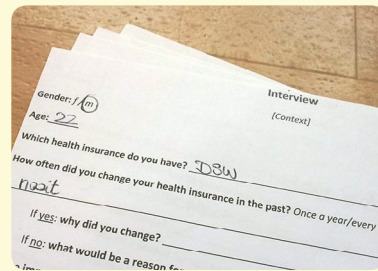 Interview
[Context]
Gender: f / m
Age: 22
Which health insurance do you have? DSW
How often did you change your health insurance in the past? Once a year/every
nooit
If yes: why did you change?
If no: what would be a reason for